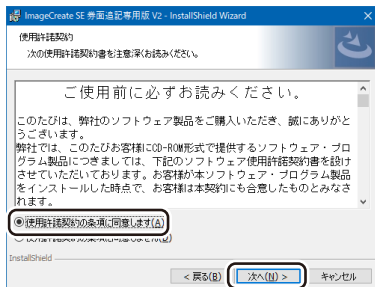 ImageCreate SE 券面追記専用版 V2 - InstallShield Wizard
使用許諾契約
次の使用許諾契約書を注意深くお読みください。
ご使用前に必ずお読みください。
このたびは、弊社のソフトウェア製品をご購入いただき、誠にありがと
うございます。
弊社では、このたびお客様にCD-ROM形式で提供するソフトウェア・プロ
グラム製品につきましては、下記のソフトウェア使用許諾契約書を設け
させていただいております。お客様が本ソフトウェア・プログラム製品
をインストールした時点で、お客様は本契約にも合意したものとみなさ
れます。
使用許諾契約の条項に同意します(A)
InstallShield
< 戻る(B)
次へ(N) >
キャンセル